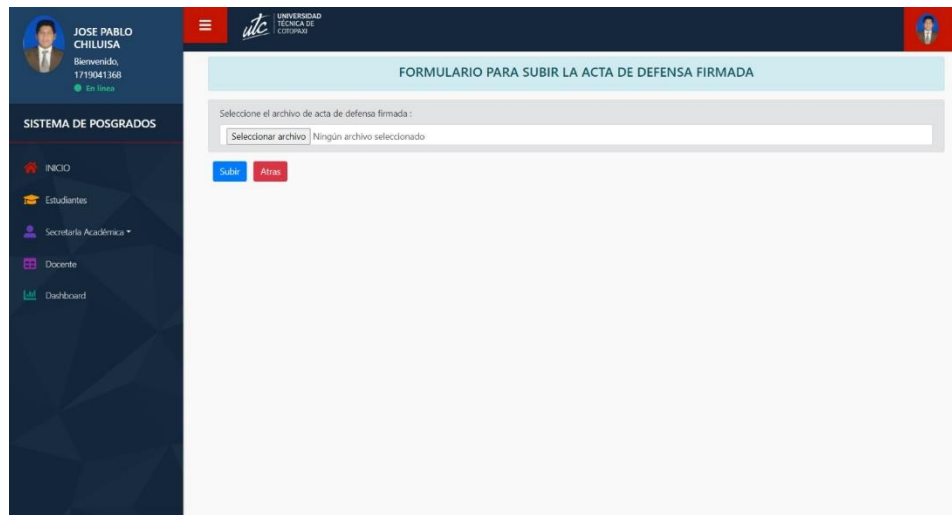 JOSE PABLO
CHILUISA
Bienvenido,
1719041368
En linea
SISTEMA DE POSGRADOS
INICIO
Estudiantes
Secretaría Académica
Docente
Dashboard
utc
UNIVERSIDAD
TÉCNICA DE
COTOPAXI
FORMULARIO PARA SUBIR LA ACTA DE DEFENSA FIRMADA
Seleccione el archivo de acta de defensa firmada :
Seleccionar archivo Ningún archivo seleccionado
Subir Atras